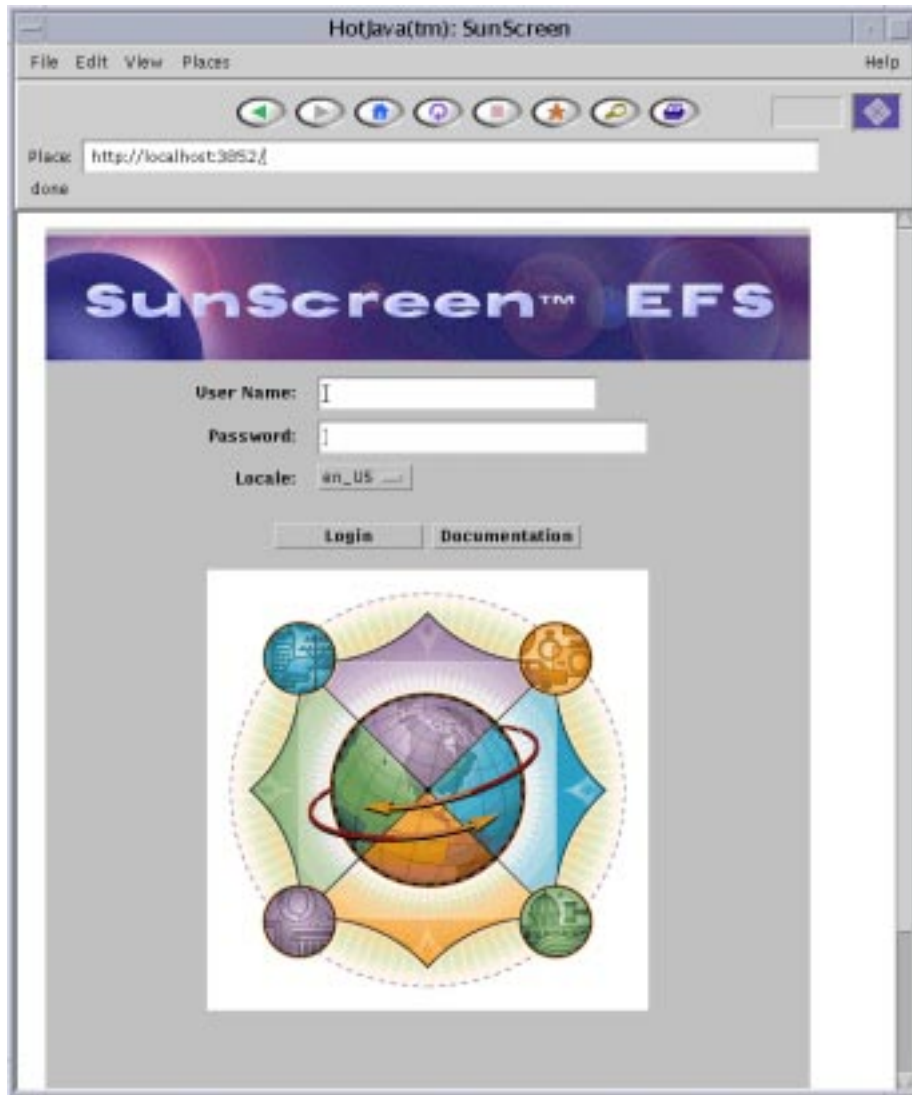 HotJava(tm): SunScreen
File Edit View Places Help
Place: http://localhost:3852/
done
SunScreen™ EFS
User Name:
Password:
Locale: en_US
Login Documentation